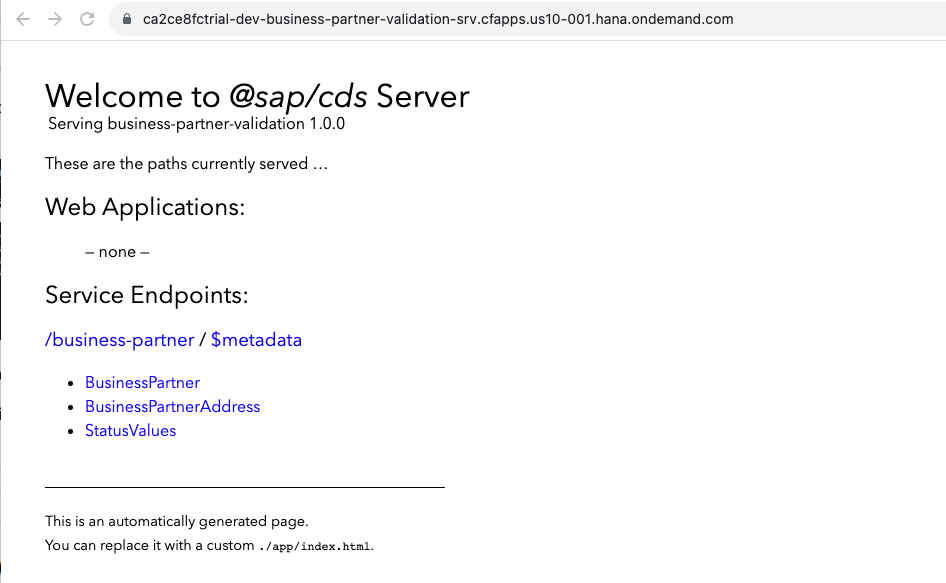 ca2ce8fctrial-dev-business-partner-validation-srv.cfapps.us10-001.hana.ondemand.com
Welcome to @sap/cds Server
Serving business-partner-validation 1.0.0
These are the paths currently served …
Web Applications:
– none –
Service Endpoints:
/business-partner / $metadata
• BusinessPartner
• BusinessPartnerAddress
• StatusValues
This is an automatically generated page.
You can replace it with a custom ./app/index.html.